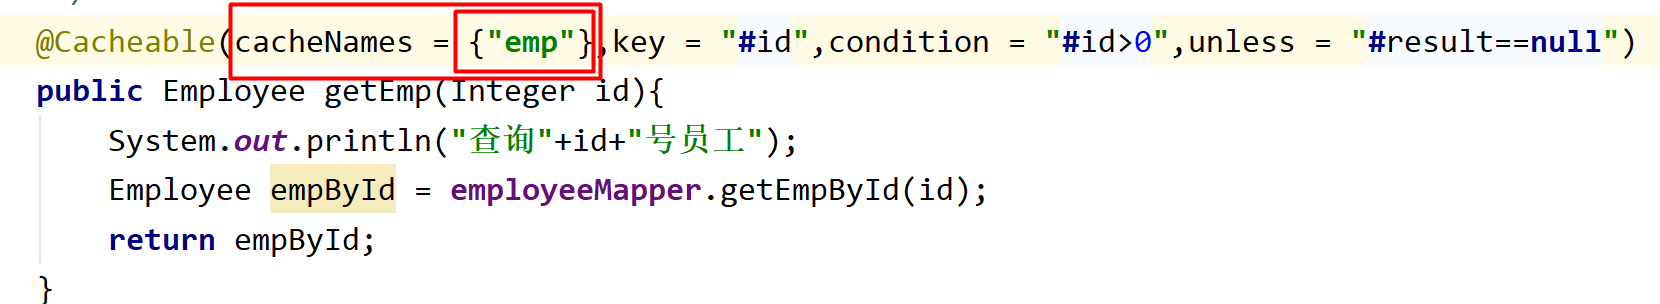 @Cacheable(cacheNames = {"emp"},key = "#id",condition = "#id>0",unless = "#result==null")
public Employee getEmp(Integer id){
    System.out.println("查询"+id+"号员工");
    Employee empById = employeeMapper.getEmpById(id);
    return empById;
}